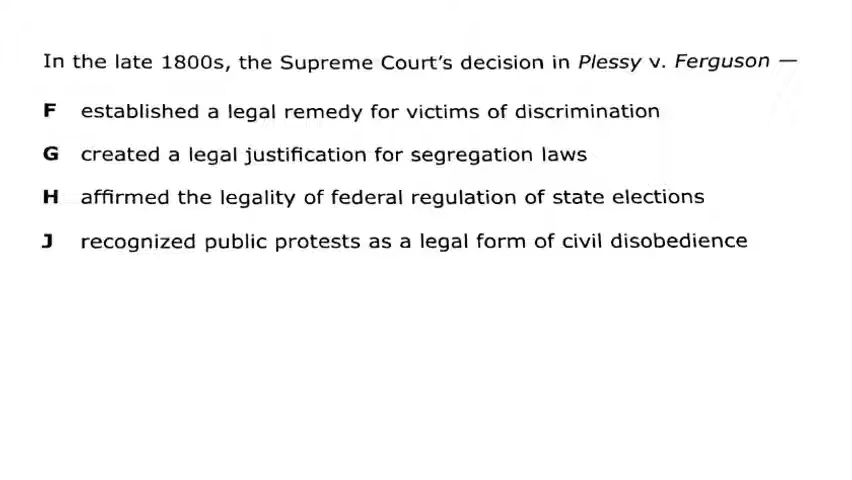 In the late 1800s, the Supreme Court's decision in Plessy v. Ferguson —
F established a legal remedy for victims of discrimination
G created a legal justification for segregation laws
H affirmed the legality of federal regulation of state elections
J recognized public protests as a legal form of civil disobedience